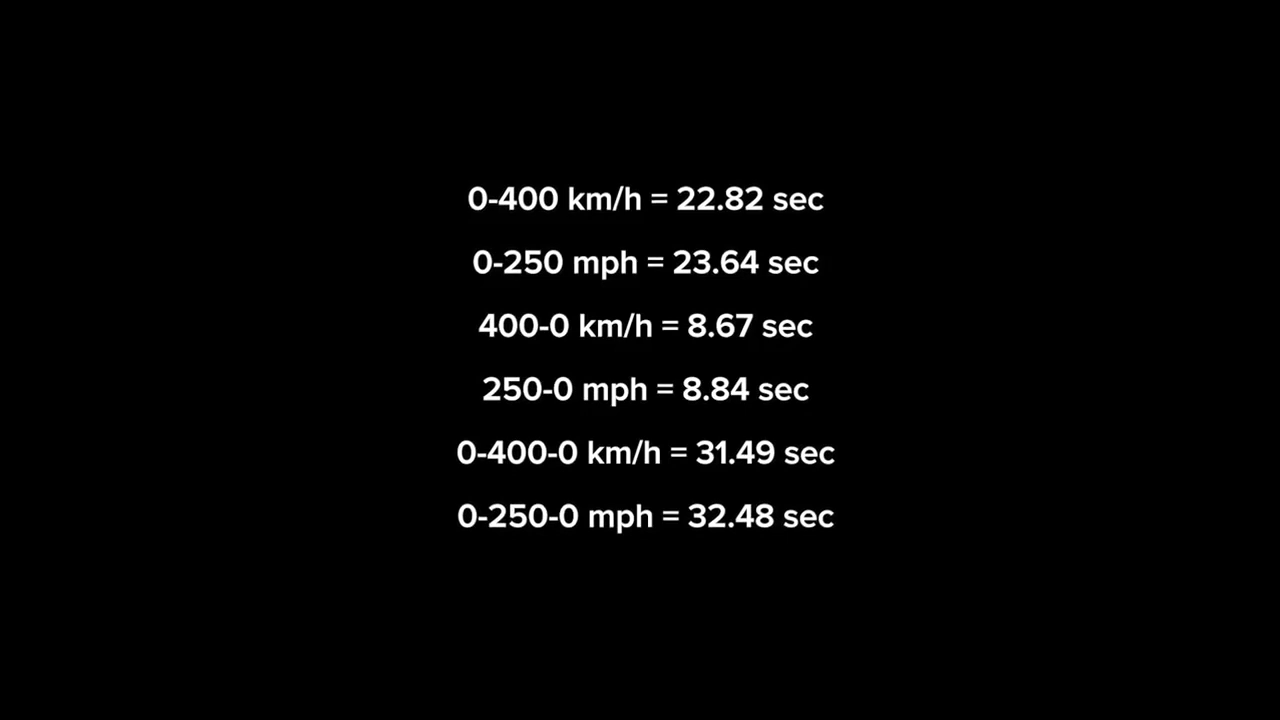 0-400 km/h = 22.82 sec
0-250 mph = 23.64 sec
400-0 km/h = 8.67 sec
250-0 mph = 8.84 sec
0-400-0 km/h = 31.49 sec
0-250-0 mph = 32.48 sec